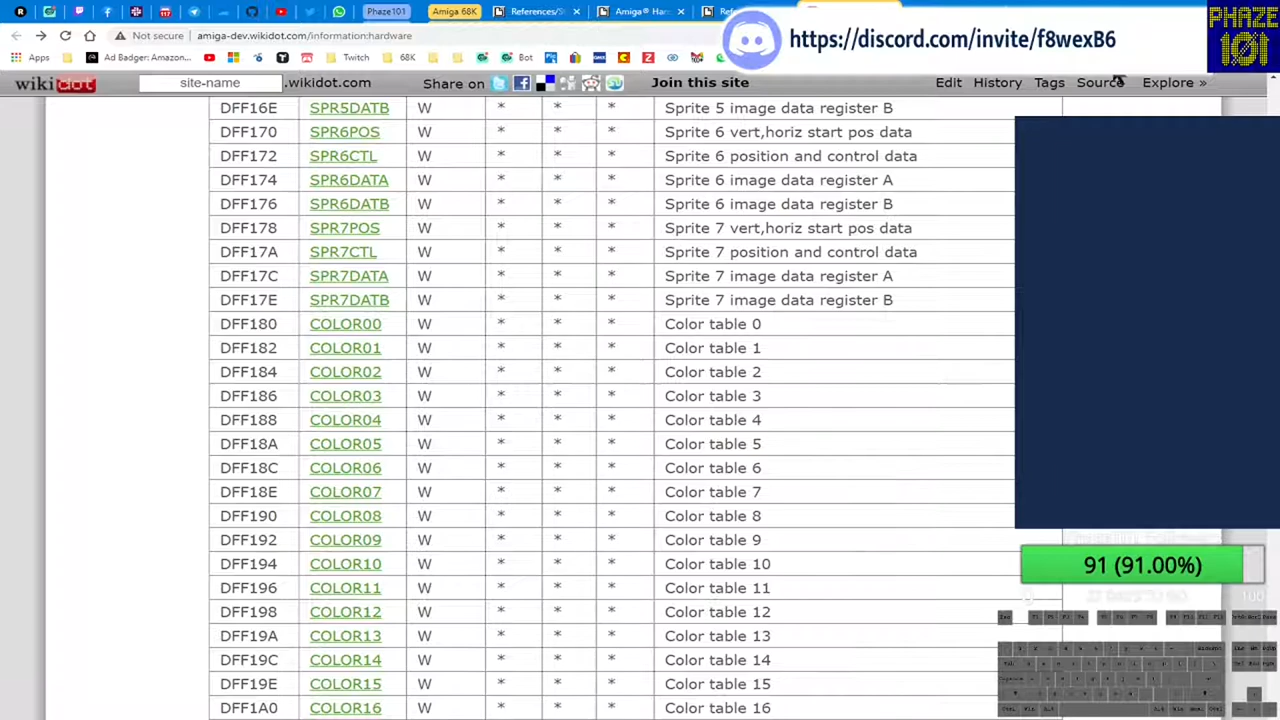 Phaze101
Amiga 68K
References/S
Amiga® Har
Ref
Not secure
amiga-dev.wikidot.com/information:hardware
https://discord.com/invite/f8wexB6
PHAZE
101
Apps
Ad Badger: Amazon...
Twitch
68K
Bot
wikidot
site-name
.wikidot.com
Share on
Join this site
Edit
History
Tags
Source
Explore »
DFF16E SPR5DATB W * * * Sprite 5 image data register B
DFF170 SPR6POS W * * * Sprite 6 vert,horiz start pos data
DFF172 SPR6CTL W * * * Sprite 6 position and control data
DFF174 SPR6DATA W * * * Sprite 6 image data register A
DFF176 SPR6DATB W * * * Sprite 6 image data register B
DFF178 SPR7POS W * * * Sprite 7 vert,horiz start pos data
DFF17A SPR7CTL W * * * Sprite 7 position and control data
DFF17C SPR7DATA W * * * Sprite 7 image data register A
DFF17E SPR7DATB W * * * Sprite 7 image data register B
DFF180 COLOR00 W * * * Color table 0
DFF182 COLOR01 W * * * Color table 1
DFF184 COLOR02 W * * * Color table 2
DFF186 COLOR03 W * * * Color table 3
DFF188 COLOR04 W * * * Color table 4
DFF18A COLOR05 W * * * Color table 5
DFF18C COLOR06 W * * * Color table 6
DFF18E COLOR07 W * * * Color table 7
DFF190 COLOR08 W * * * Color table 8
DFF192 COLOR09 W * * * Color table 9
DFF194 COLOR10 W * * * Color table 10
DFF196 COLOR11 W * * * Color table 11
DFF198 COLOR12 W * * * Color table 12
DFF19A COLOR13 W * * * Color table 13
DFF19C COLOR14 W * * * Color table 14
DFF19E COLOR15 W * * * Color table 15
DFF1A0 COLOR16 W * * * Color table 16
91 (91.00%)
0
100